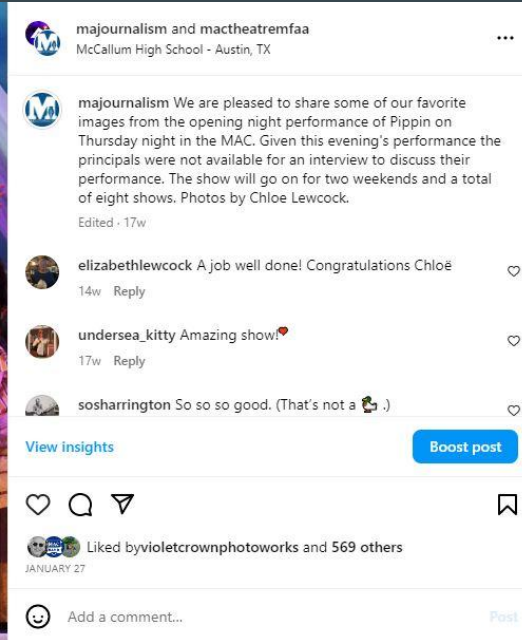 majournalism and mactheatremfaa
McCallum High School - Austin, TX
majournalism We are pleased to share some of our favorite
images from the opening night performance of Pippin on
Thursday night in the MAC. Given this evening's performance the
principals were not available for an interview to discuss their
performance. The show will go on for two weekends and a total
of eight shows. Photos by Chloe Lewcock.
Edited · 17w
elizabethlewcock A job well done! Congratulations Chloë
14w Reply
undersea_kitty Amazing show!
17w Reply
sosharrington So so so good. (That's not a 🦆 .)
View insights
Boost post
Liked byvioletcrownphotoworks and 569 others
JANUARY 27
Add a comment...
Post